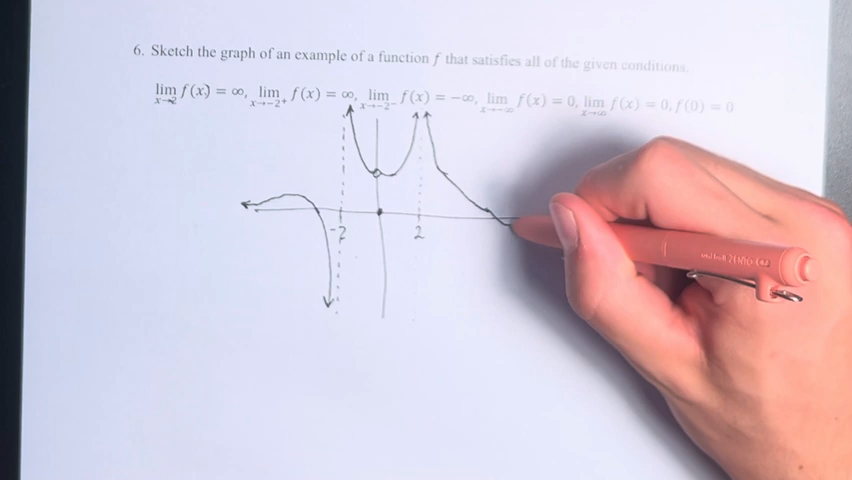 6. Sketch the graph of an example of a function f that satisfies all of the given conditions.
lim x→2 f(x) = ∞, lim x→-2⁺ f(x) = ∞, lim x→-2⁻ f(x) = -∞, lim x→-∞ f(x) = 0, lim x→∞ f(x) = 0, f(0) = 0
-2 2